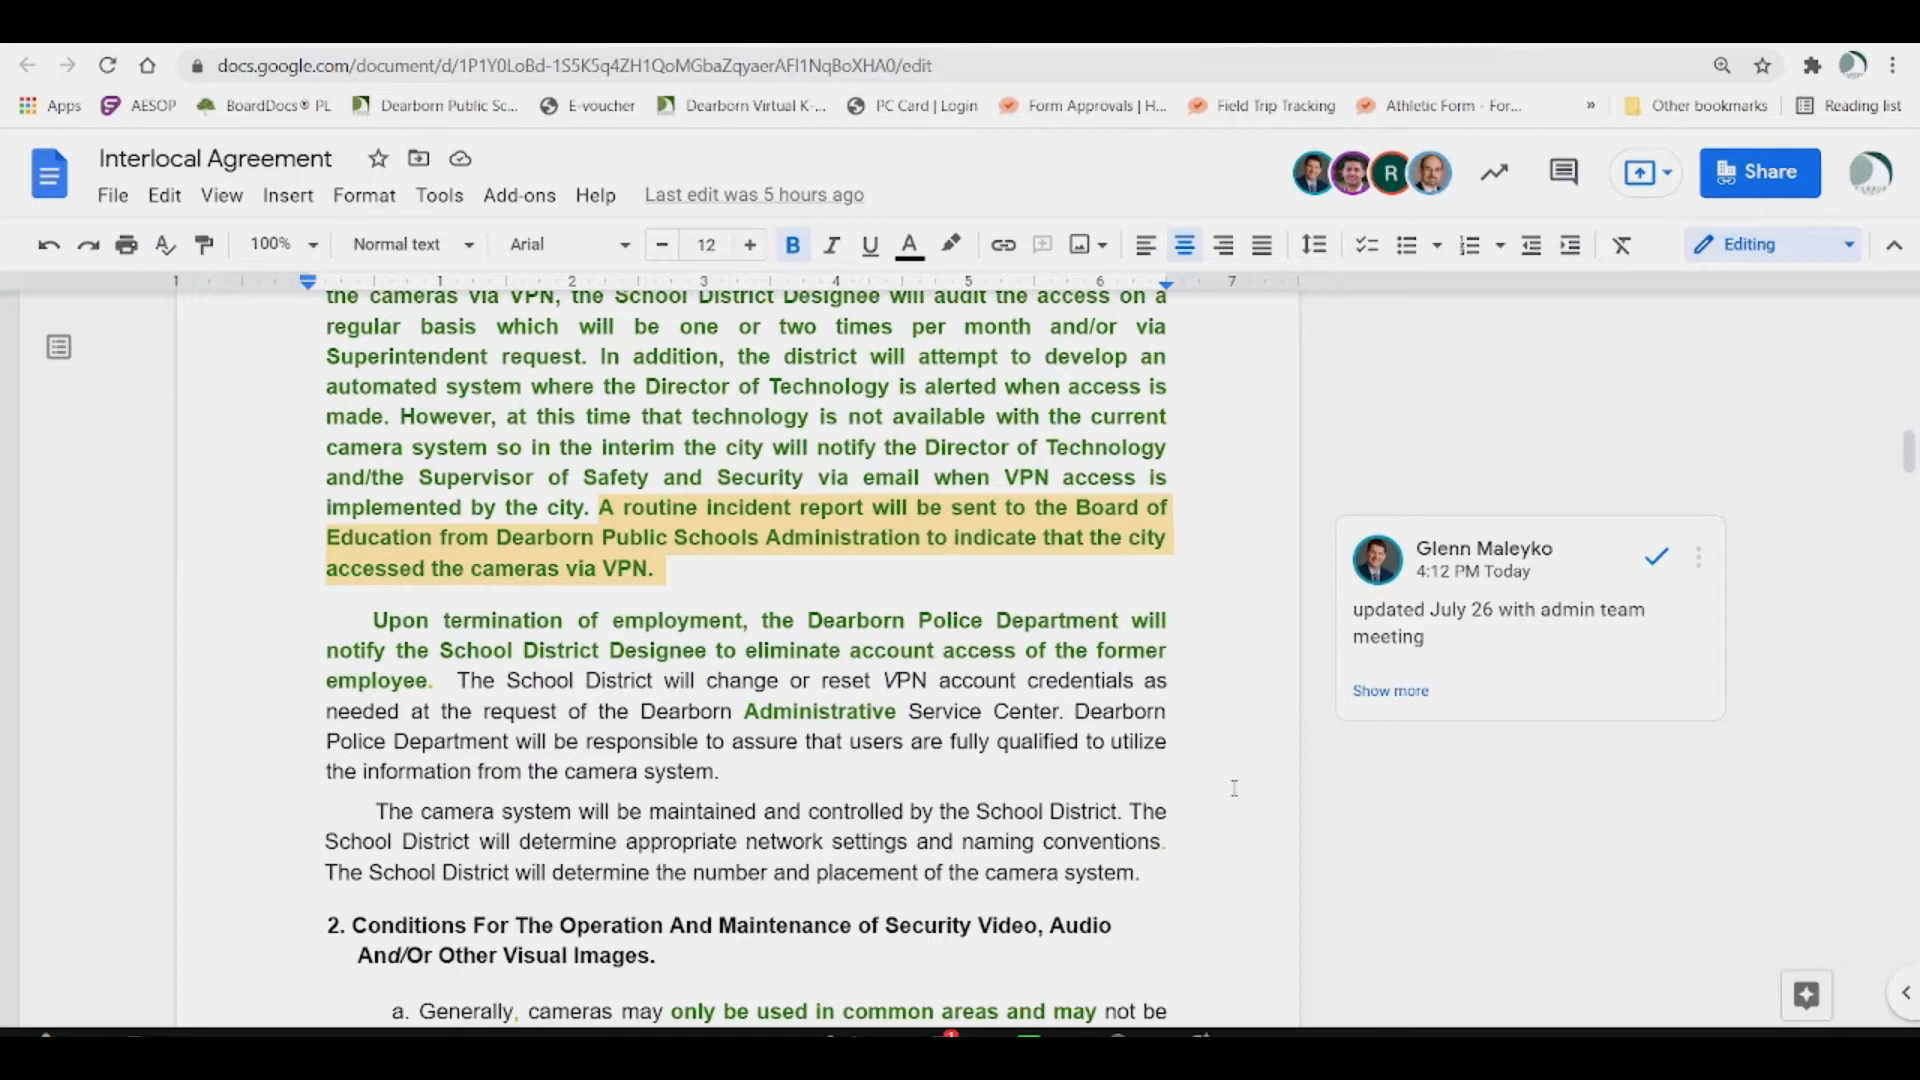 docs.google.com/document/d/1P1Y0LoBd-1S5K5q4ZH1QoMGbaZqyaerAFl1NqBoXHA0/edit
Apps AESOP BoardDocs® PL Dearborn Public Sc... E-voucher Dearborn Virtual K-... PC Card | Login Form Approvals | H... Field Trip Tracking Athletic Form - For... » Other bookmarks Reading list
Interlocal Agreement
R
Share
File Edit View Insert Format Tools Add-ons Help Last edit was 5 hours ago
100% Normal text Arial 12 B I U A Editing
1 1 2 3 4 5 6 7
the cameras via VPN, the School District Designee will audit the access on a
regular basis which will be one or two times per month and/or via
Superintendent request. In addition, the district will attempt to develop an
automated system where the Director of Technology is alerted when access is
made. However, at this time that technology is not available with the current
camera system so in the interim the city will notify the Director of Technology
and/the Supervisor of Safety and Security via email when VPN access is
implemented by the city. A routine incident report will be sent to the Board of
Education from Dearborn Public Schools Administration to indicate that the city
accessed the cameras via VPN.
Glenn Maleyko
4:12 PM Today
updated July 26 with admin team
meeting
Show more
Upon termination of employment, the Dearborn Police Department will
notify the School District Designee to eliminate account access of the former
employee. The School District will change or reset VPN account credentials as
needed at the request of the Dearborn Administrative Service Center. Dearborn
Police Department will be responsible to assure that users are fully qualified to utilize
the information from the camera system.
The camera system will be maintained and controlled by the School District. The
School District will determine appropriate network settings and naming conventions.
The School District will determine the number and placement of the camera system.
2. Conditions For The Operation And Maintenance of Security Video, Audio
And/Or Other Visual Images.
a. Generally, cameras may only be used in common areas and may not be